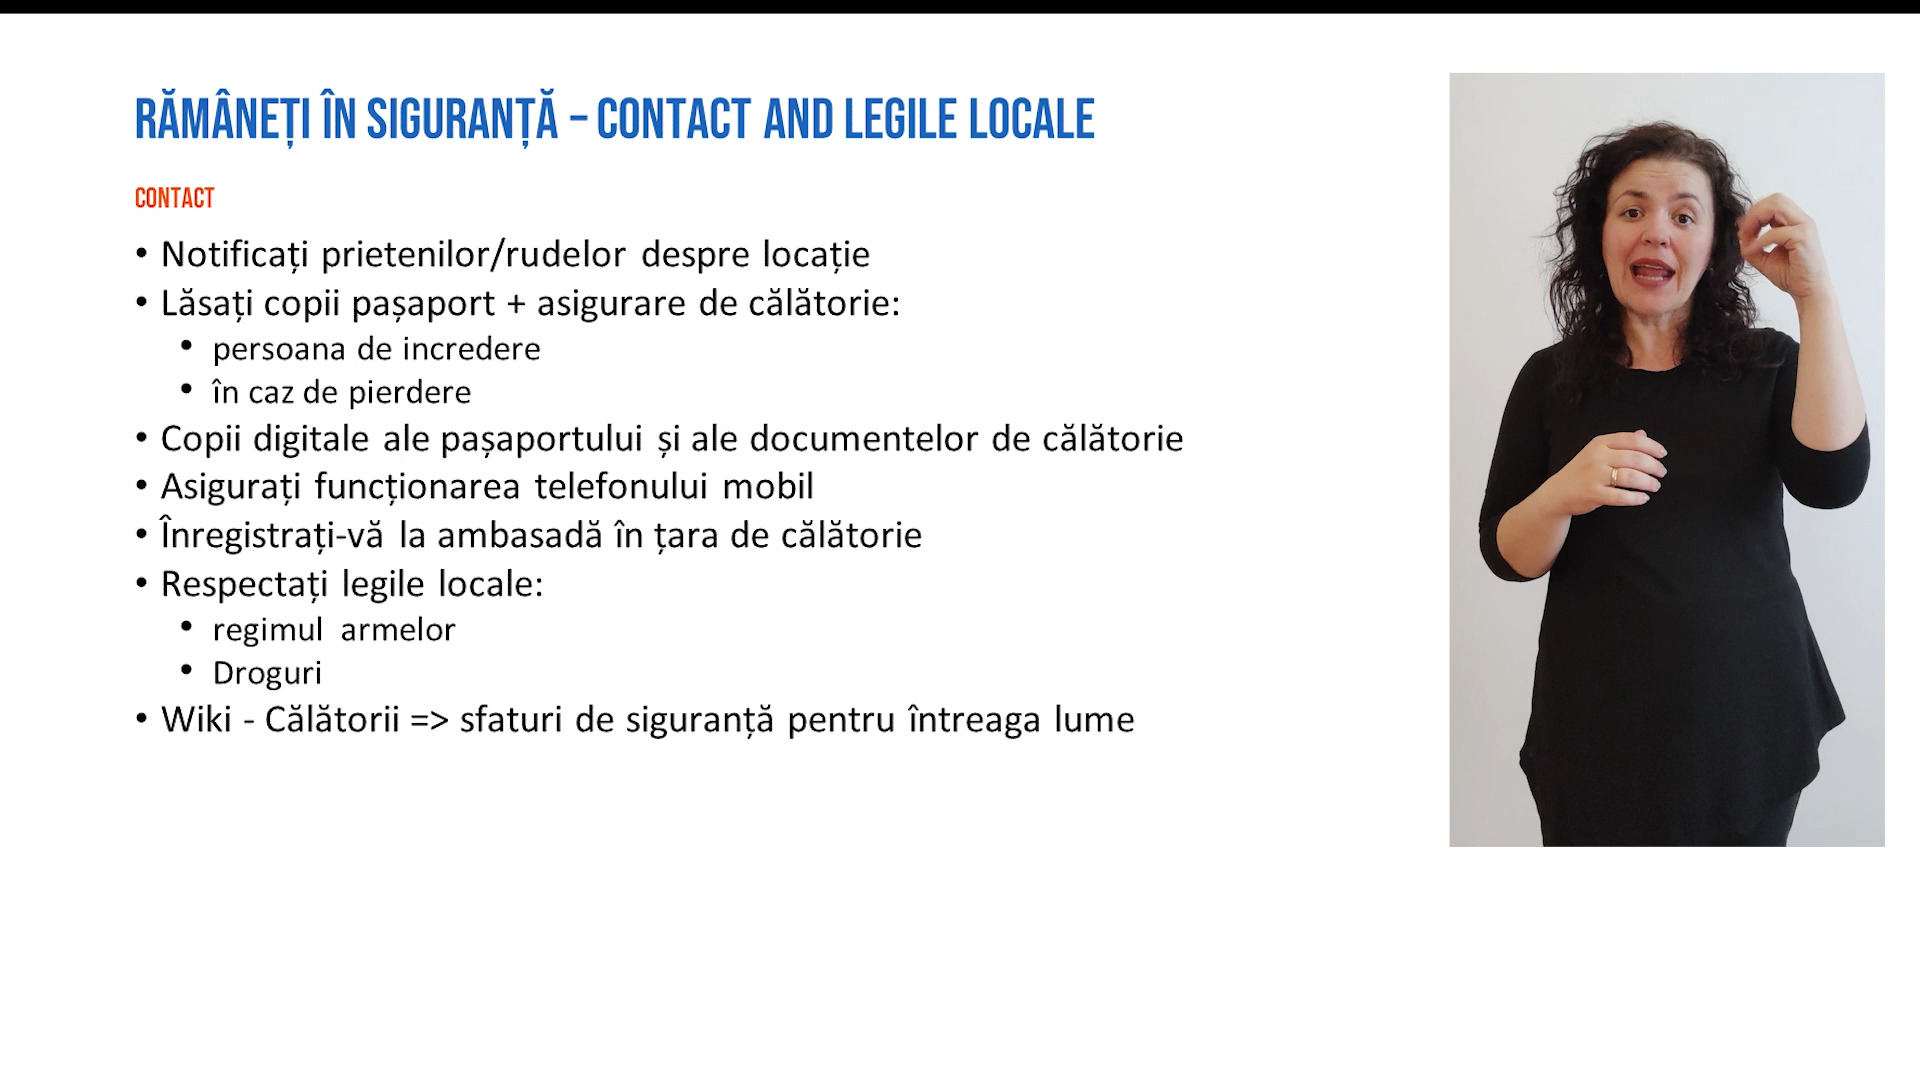 RĂMÂNEȚI ÎN SIGURANȚĂ – CONTACT AND LEGILE LOCALE
CONTACT
• Notificați prietenilor/rudelor despre locație
• Lăsați copii pașaport + asigurare de călătorie:
• persoana de incredere
• în caz de pierdere
• Copii digitale ale pașaportului și ale documentelor de călătorie
• Asigurați funcționarea telefonului mobil
• Înregistrați-vă la ambasadă în țara de călătorie
• Respectați legile locale:
• regimul armelor
• Droguri
• Wiki - Călătorii => sfaturi de siguranță pentru întreaga lume